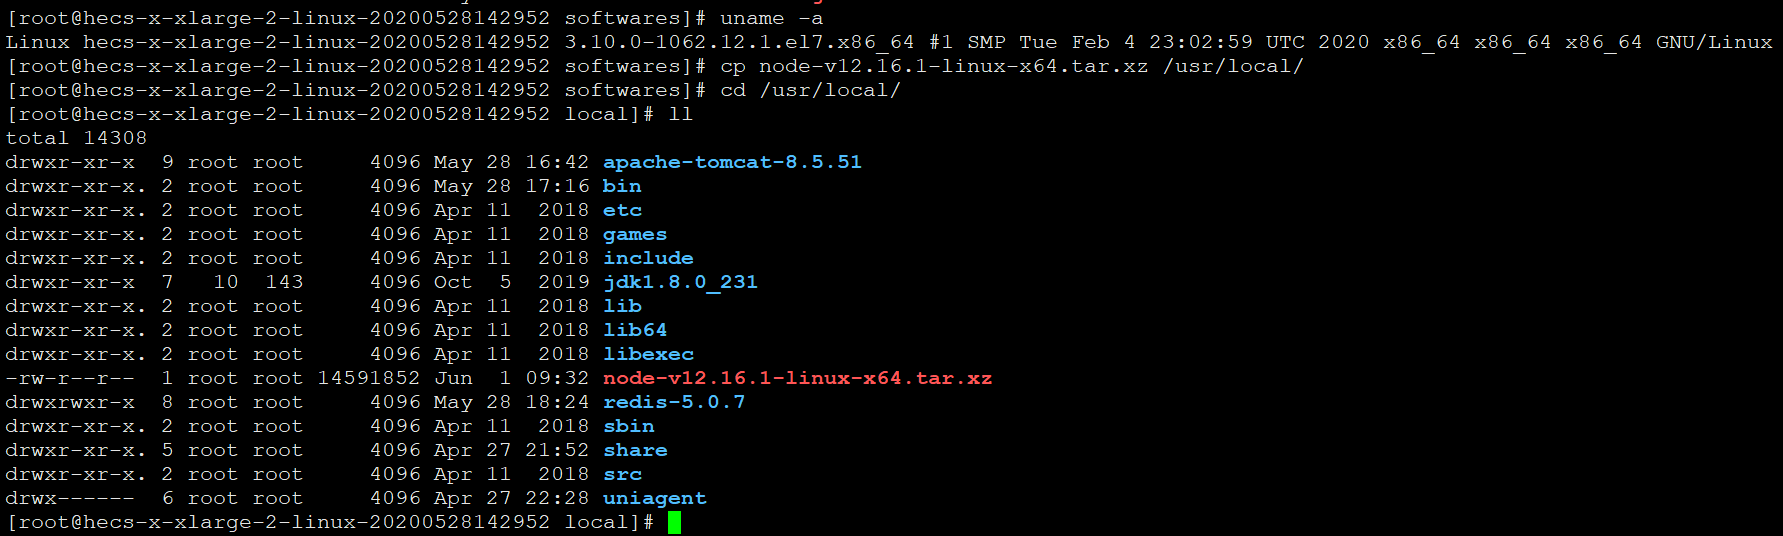 [root@hecs-x-xlarge-2-linux-20200528142952 softwares]# uname -a
Linux hecs-x-xlarge-2-linux-20200528142952 3.10.0-1062.12.1.el7.x86_64 #1 SMP Tue Feb 4 23:02:59 UTC 2020 x86_64 x86_64 x86_64 GNU/Linux
[root@hecs-x-xlarge-2-linux-20200528142952 softwares]# cp node-v12.16.1-linux-x64.tar.xz /usr/local/
[root@hecs-x-xlarge-2-linux-20200528142952 softwares]# cd /usr/local/
[root@hecs-x-xlarge-2-linux-20200528142952 local]# ll
total 14308
drwxr-xr-x  9 root root     4096 May 28 16:42 apache-tomcat-8.5.51
drwxr-xr-x. 2 root root     4096 May 28 17:16 bin
drwxr-xr-x. 2 root root     4096 Apr 11  2018 etc
drwxr-xr-x. 2 root root     4096 Apr 11  2018 games
drwxr-xr-x. 2 root root     4096 Apr 11  2018 include
drwxr-xr-x  7   10  143     4096 Oct  5  2019 jdk1.8.0_231
drwxr-xr-x. 2 root root     4096 Apr 11  2018 lib
drwxr-xr-x. 2 root root     4096 Apr 11  2018 lib64
drwxr-xr-x. 2 root root     4096 Apr 11  2018 libexec
-rw-r--r--  1 root root 14591852 Jun  1 09:32 node-v12.16.1-linux-x64.tar.xz
drwxrwxr-x  8 root root     4096 May 28 18:24 redis-5.0.7
drwxr-xr-x. 2 root root     4096 Apr 11  2018 sbin
drwxr-xr-x. 5 root root     4096 Apr 27 21:52 share
drwxr-xr-x. 2 root root     4096 Apr 11  2018 src
drwx------  6 root root     4096 Apr 27 22:28 uniagent
[root@hecs-x-xlarge-2-linux-20200528142952 local]#